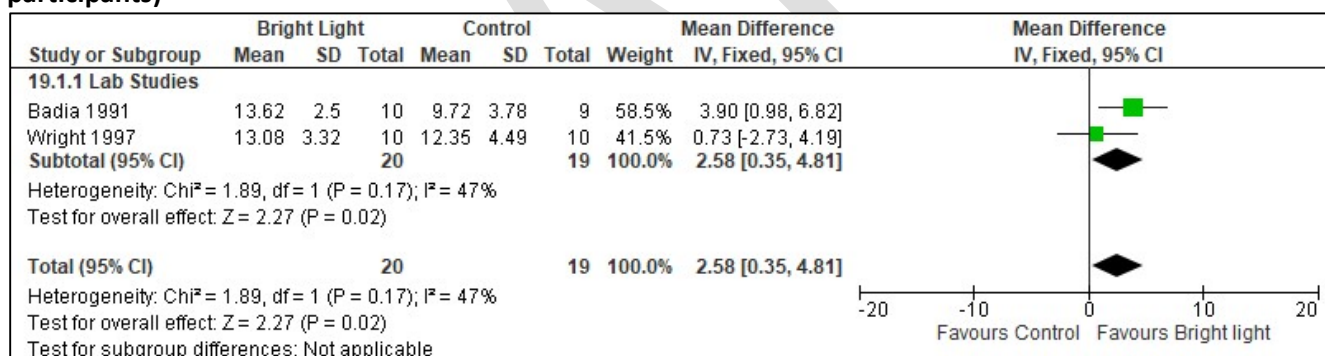 participants)
Bright Light Control Mean Difference Mean Difference
Study or Subgroup Mean SD Total Mean SD Total Weight IV, Fixed, 95% CI IV, Fixed, 95% CI
19.1.1 Lab Studies
Badia 1991 13.62 2.5 10 9.72 3.78 9 58.5% 3.90 [0.98, 6.82]
Wright 1997 13.08 3.32 10 12.35 4.49 10 41.5% 0.73 [-2.73, 4.19]
Subtotal (95% CI) 20 19 100.0% 2.58 [0.35, 4.81]
Heterogeneity: Chi² = 1.89, df = 1 (P = 0.17); I² = 47%
Test for overall effect: Z = 2.27 (P = 0.02)
Total (95% CI) 20 19 100.0% 2.58 [0.35, 4.81]
Heterogeneity: Chi² = 1.89, df = 1 (P = 0.17); I² = 47%
Test for overall effect: Z = 2.27 (P = 0.02)
Test for subgroup differences: Not applicable
-20 -10 0 10 20
Favours Control Favours Bright light